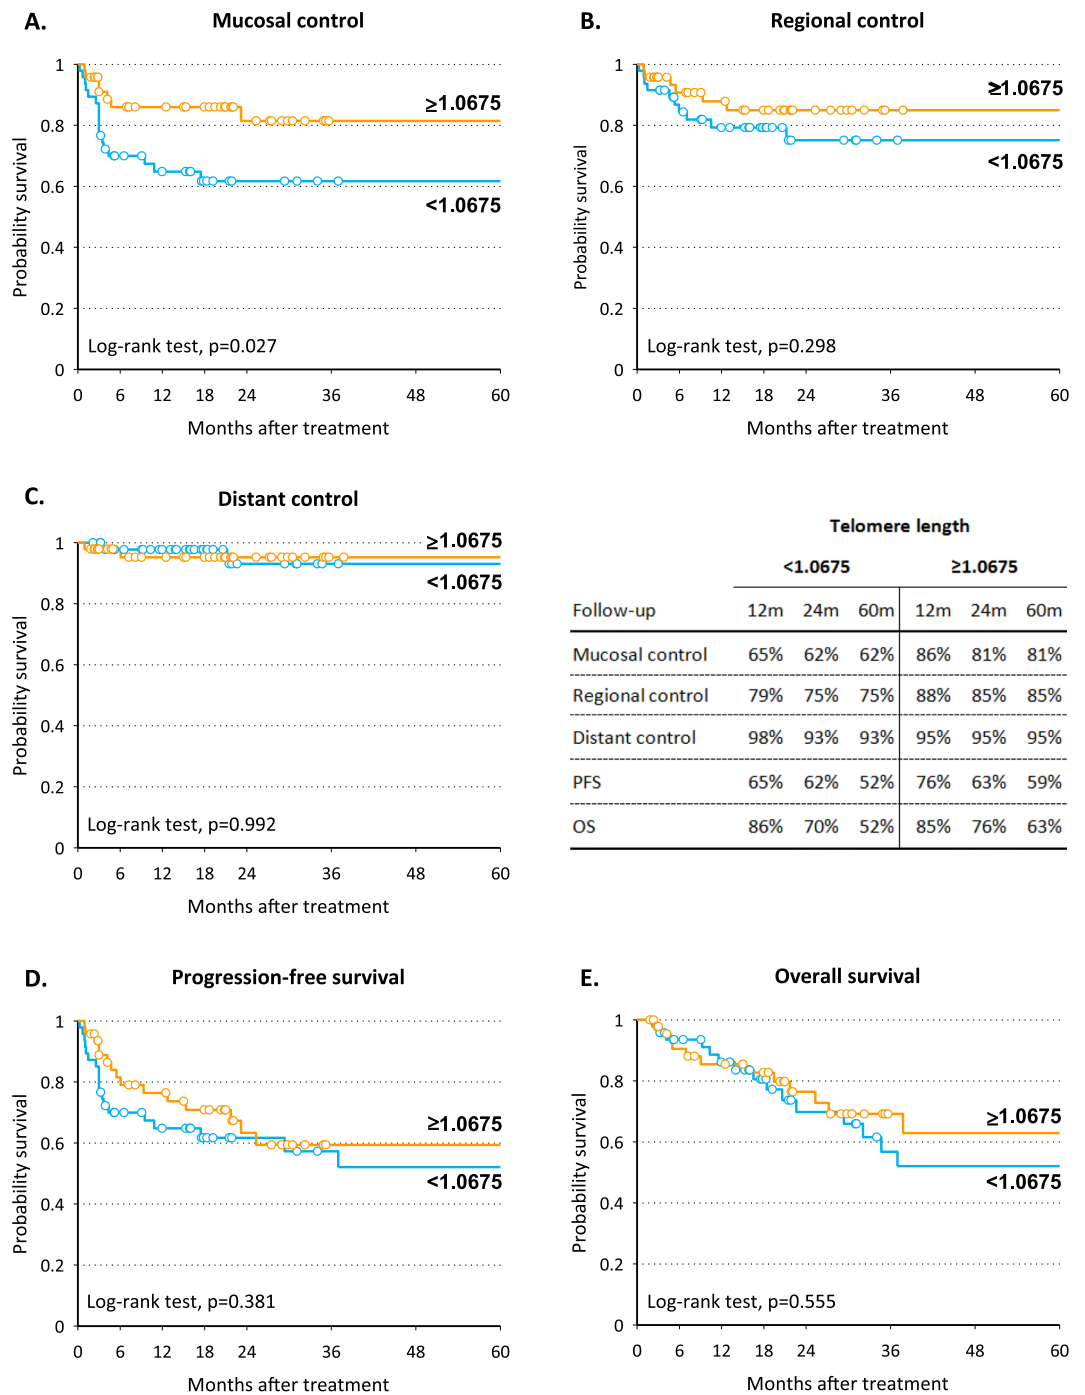 A. Mucosal control
1
0.8
0.6
0.4
0.2
0
Probability survival
≥1.0675
<1.0675
Log-rank test, p=0.027
0 6 12 18 24 36 48 60
Months after treatment
B. Regional control
1
0.8
0.6
0.4
0.2
0
Probability survival
≥1.0675
<1.0675
Log-rank test, p=0.298
0 6 12 18 24 36 48 60
Months after treatment
C. Distant control
1
0.8
0.6
0.4
0.2
0
Probability survival
≥1.0675
<1.0675
Log-rank test, p=0.992
0 6 12 18 24 36 48 60
Months after treatment
Telomere length
<1.0675 ≥1.0675
Follow-up 12m 24m 60m 12m 24m 60m
Mucosal control 65% 62% 62% 86% 81% 81%
Regional control 79% 75% 75% 88% 85% 85%
Distant control 98% 93% 93% 95% 95% 95%
PFS 65% 62% 52% 76% 63% 59%
OS 86% 70% 52% 85% 76% 63%
D. Progression-free survival
1
0.8
0.6
0.4
0.2
0
Probability survival
≥1.0675
<1.0675
Log-rank test, p=0.381
0 6 12 18 24 36 48 60
Months after treatment
E. Overall survival
1
0.8
0.6
0.4
0.2
0
Probability survival
≥1.0675
<1.0675
Log-rank test, p=0.555
0 6 12 18 24 36 48 60
Months after treatment